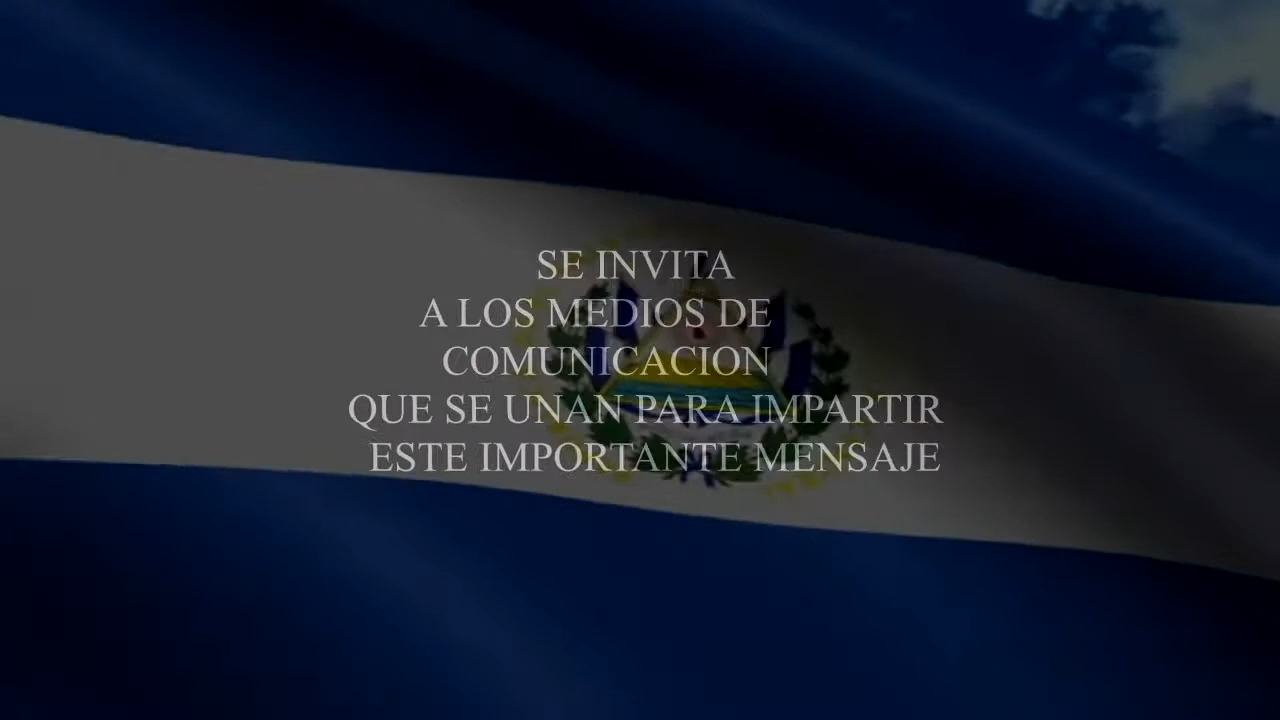 SE INVITA
A LOS MEDIOS DE
COMUNICACION
QUE SE UNAN PARA IMPARTIR
ESTE IMPORTANTE MENSAJE